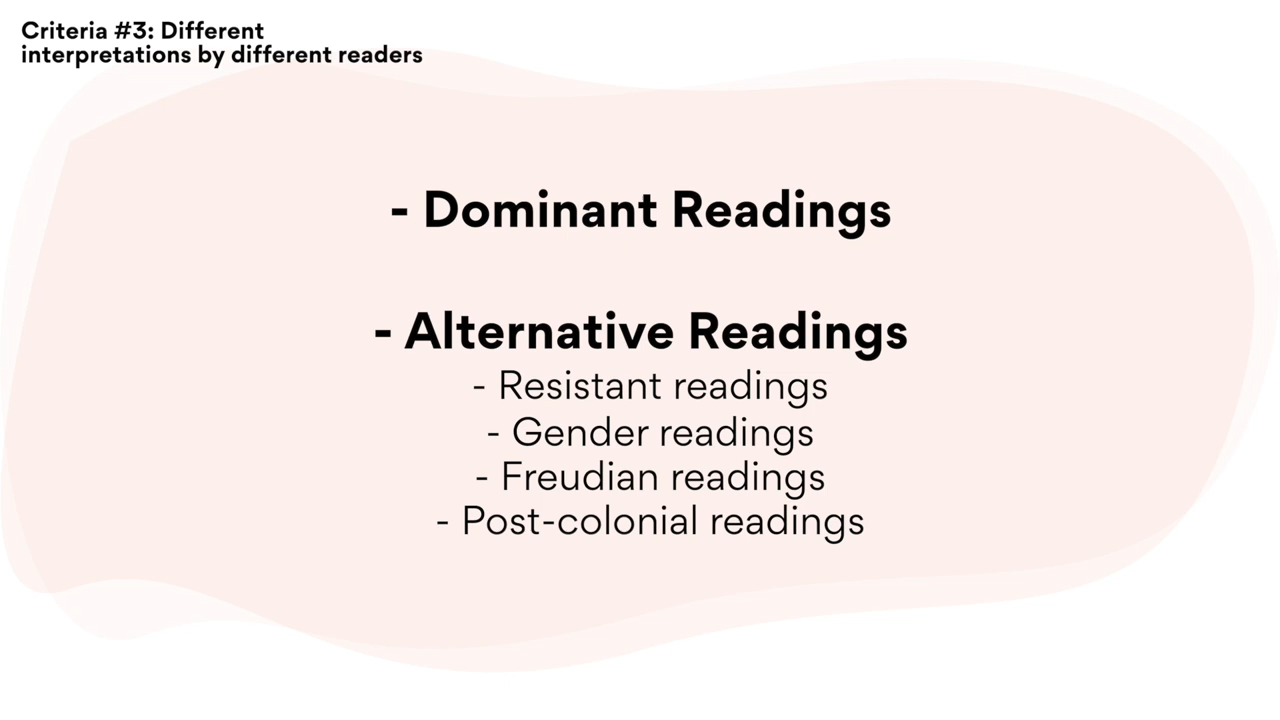 Criteria #3: Different
interpretations by different readers
- Dominant Readings
- Alternative Readings
- Resistant readings
- Gender readings
- Freudian readings
- Post-colonial readings